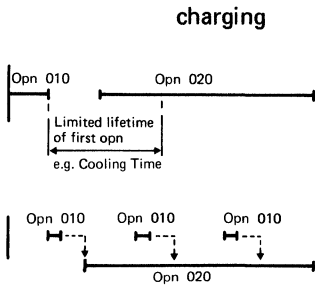 charging
Opn 010 Opn 020
Limited lifetime
of first opn
e.g. Cooling Time
Opn 010 Opn 010 Opn 010
Opn 020